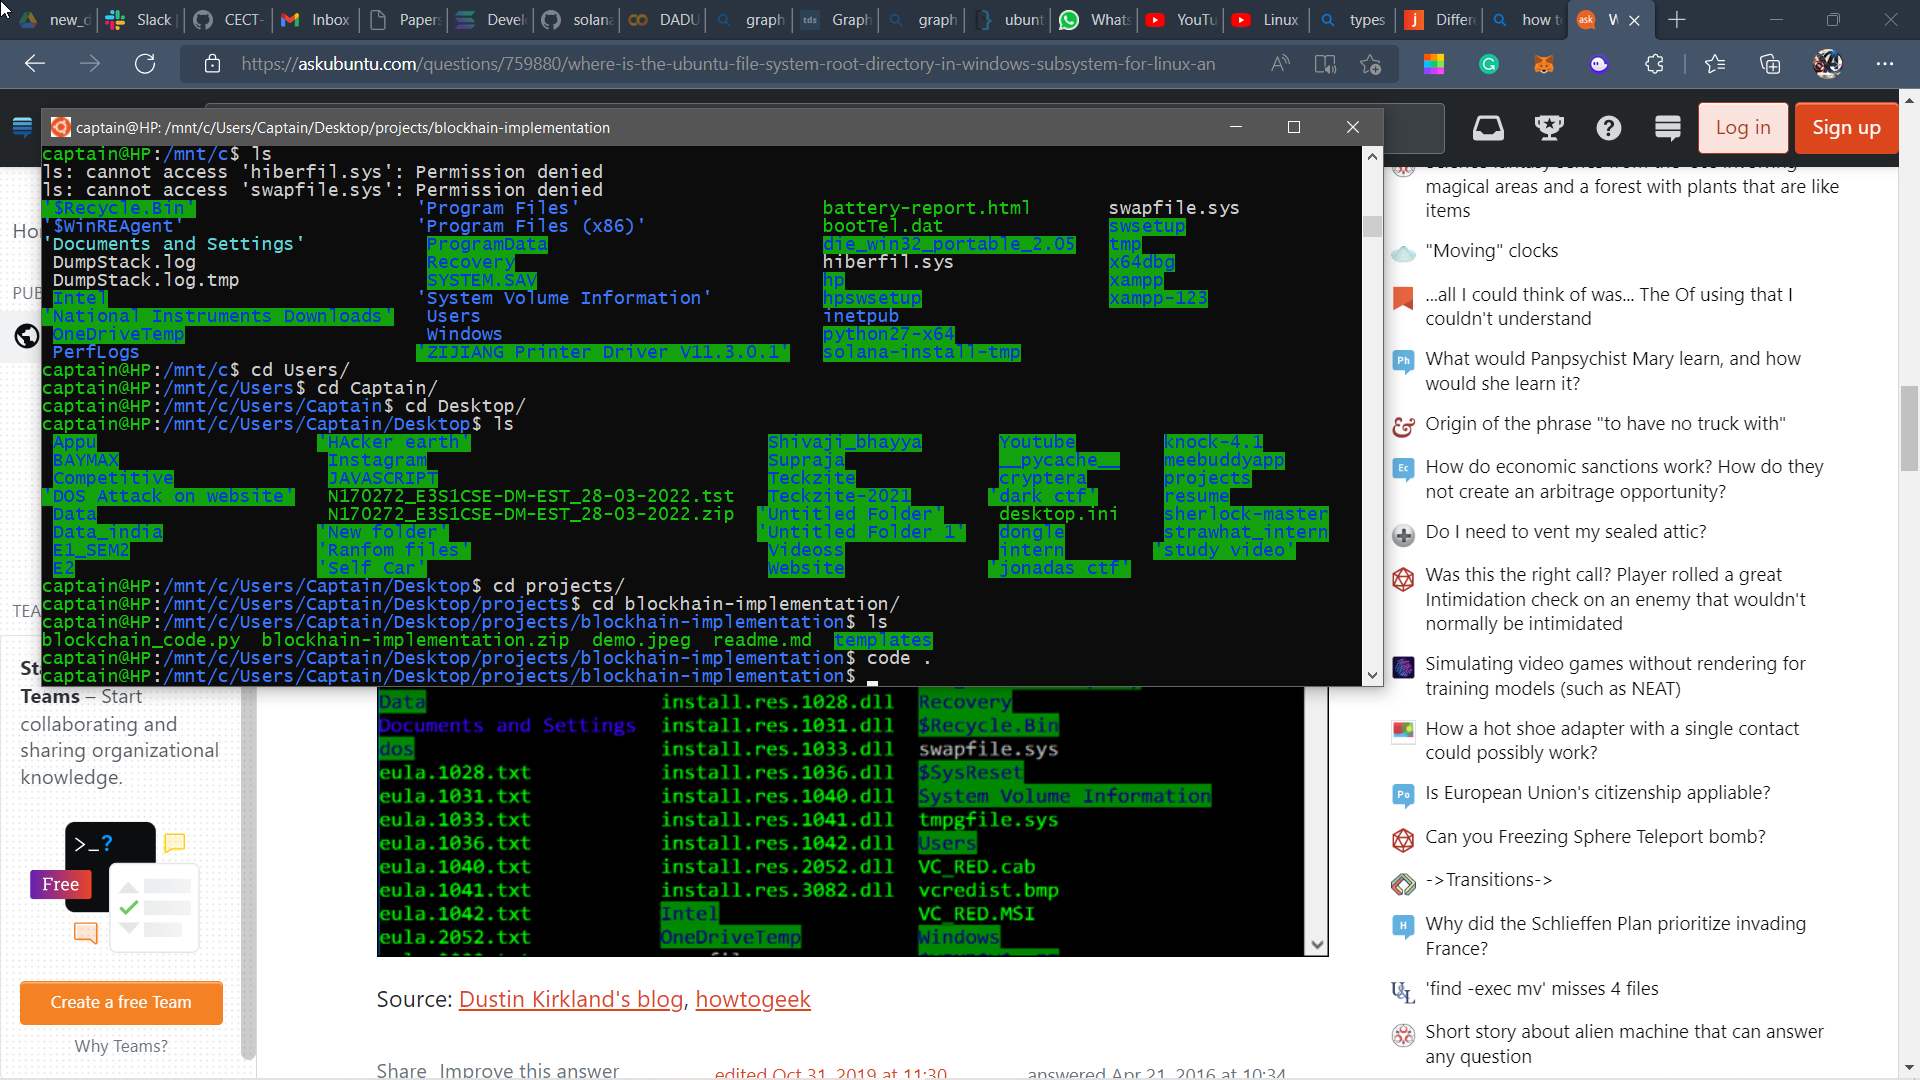 new_d
Slack
CECT-
Inbox
Papers
Devel
solana
DADU
graph
tds
Graph
graph
ubunt
Whats
YouTu
Linux
types
Differe
how to
ask
W
https://askubuntu.com/questions/759880/where-is-the-ubuntu-file-system-root-directory-in-windows-subsystem-for-linux-an
Log in
Sign up
captain@HP: /mnt/c/Users/Captain/Desktop/projects/blockhain-implementation
captain@HP:/mnt/c$ ls
ls: cannot access 'hiberfil.sys': Permission denied
ls: cannot access 'swapfile.sys': Permission denied
'$Recycle.Bin' 'Program Files' battery-report.html swapfile.sys
'$WinREAgent' 'Program Files (x86)' bootTel.dat swsetup
'Documents and Settings' ProgramData die_win32_portable_2.05 tmp
DumpStack.log Recovery hiberfil.sys x64dbg
DumpStack.log.tmp SYSTEM.SAV hp xampp
Intel 'System Volume Information' hpswsetup xampp-123
'National Instruments Downloads' Users inetpub
OneDriveTemp Windows python27-x64
PerfLogs 'ZIJIANG Printer Driver V11.3.0.1' solana-install-tmp
captain@HP:/mnt/c$ cd Users/
captain@HP:/mnt/c/Users$ cd Captain/
captain@HP:/mnt/c/Users/Captain$ cd Desktop/
captain@HP:/mnt/c/Users/Captain/Desktop$ ls
Appu 'HAcker earth' Shivaji_bhayya Youtube knock-4.1
BAYMAX Instagram Supraja __pycache__ meebuddyapp
Competitive JAVASCRIPT Teckzite cryptera projects
'DOS Attack on website' N170272_E3S1CSE-DM-EST_28-03-2022.tst Teckzite-2021 'dark ctf' resume
Data N170272_E3S1CSE-DM-EST_28-03-2022.zip 'Untitled Folder' desktop.ini sherlock-master
Data_india 'New folder' 'Untitled Folder 1' dongle strawhat_intern
E1_SEM2 'Ranfom files' Videoss intern 'study video'
E2 'Self Car' Website 'jonadas ctf'
captain@HP:/mnt/c/Users/Captain/Desktop$ cd projects/
captain@HP:/mnt/c/Users/Captain/Desktop/projects$ cd blockhain-implementation/
captain@HP:/mnt/c/Users/Captain/Desktop/projects/blockhain-implementation$ ls
blockchain_code.py blockhain-implementation.zip demo.jpeg readme.md templates
captain@HP:/mnt/c/Users/Captain/Desktop/projects/blockhain-implementation$ code .
captain@HP:/mnt/c/Users/Captain/Desktop/projects/blockhain-implementation$
Ho
PUB
TEA
St
Teams – Start
collaborating and
sharing organizational
knowledge.
>_?
Free
Create a free Team
Why Teams?
Data install.res.1028.dll Recovery
Documents and Settings install.res.1031.dll $Recycle.Bin
dos install.res.1033.dll swapfile.sys
eula.1028.txt install.res.1036.dll $SysReset
eula.1031.txt install.res.1040.dll System Volume Information
eula.1033.txt install.res.1041.dll tmpgfile.sys
eula.1036.txt install.res.1042.dll Users
eula.1040.txt install.res.2052.dll VC_RED.cab
eula.1041.txt install.res.3082.dll vcredist.bmp
eula.1042.txt Intel VC_RED.MSI
eula.2052.txt OneDriveTemp Windows
Source: Dustin Kirkland's blog, howtogeek
Share Improve this answer
edited Oct 31, 2019 at 11:30
answered Apr 21, 2016 at 10:34
magical areas and a forest with plants that are like
items
"Moving" clocks
...all I could think of was... The Of using that I
couldn't understand
Ph
What would Panpsychist Mary learn, and how
would she learn it?
Origin of the phrase "to have no truck with"
Ec
How do economic sanctions work? How do they
not create an arbitrage opportunity?
Do I need to vent my sealed attic?
Was this the right call? Player rolled a great
Intimidation check on an enemy that wouldn't
normally be intimidated
Simulating video games without rendering for
training models (such as NEAT)
How a hot shoe adapter with a single contact
could possibly work?
Po
Is European Union's citizenship appliable?
Can you Freezing Sphere Teleport bomb?
->Transitions->
H
Why did the Schlieffen Plan prioritize invading
France?
U&L
'find -exec mv' misses 4 files
Short story about alien machine that can answer
any question